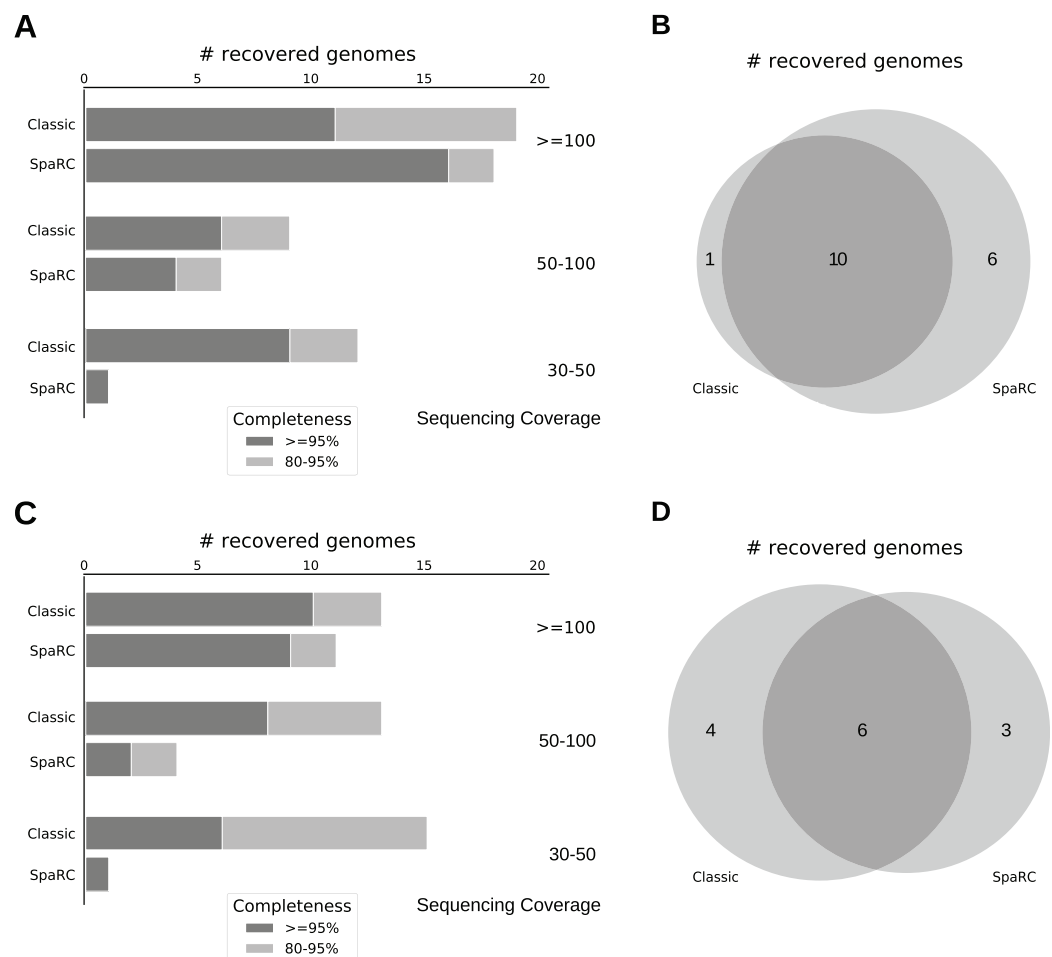 A
# recovered genomes
0 5 10 15 20
Classic
SpaRC
>=100
Classic
SpaRC
50-100
Classic
SpaRC
30-50
Sequencing Coverage
Completeness
>=95%
80-95%
B
# recovered genomes
1 10 6
Classic SpaRC
C
# recovered genomes
0 5 10 15 20
Classic
SpaRC
>=100
Classic
SpaRC
50-100
Classic
SpaRC
30-50
Sequencing Coverage
Completeness
>=95%
80-95%
D
# recovered genomes
4 6 3
Classic SpaRC